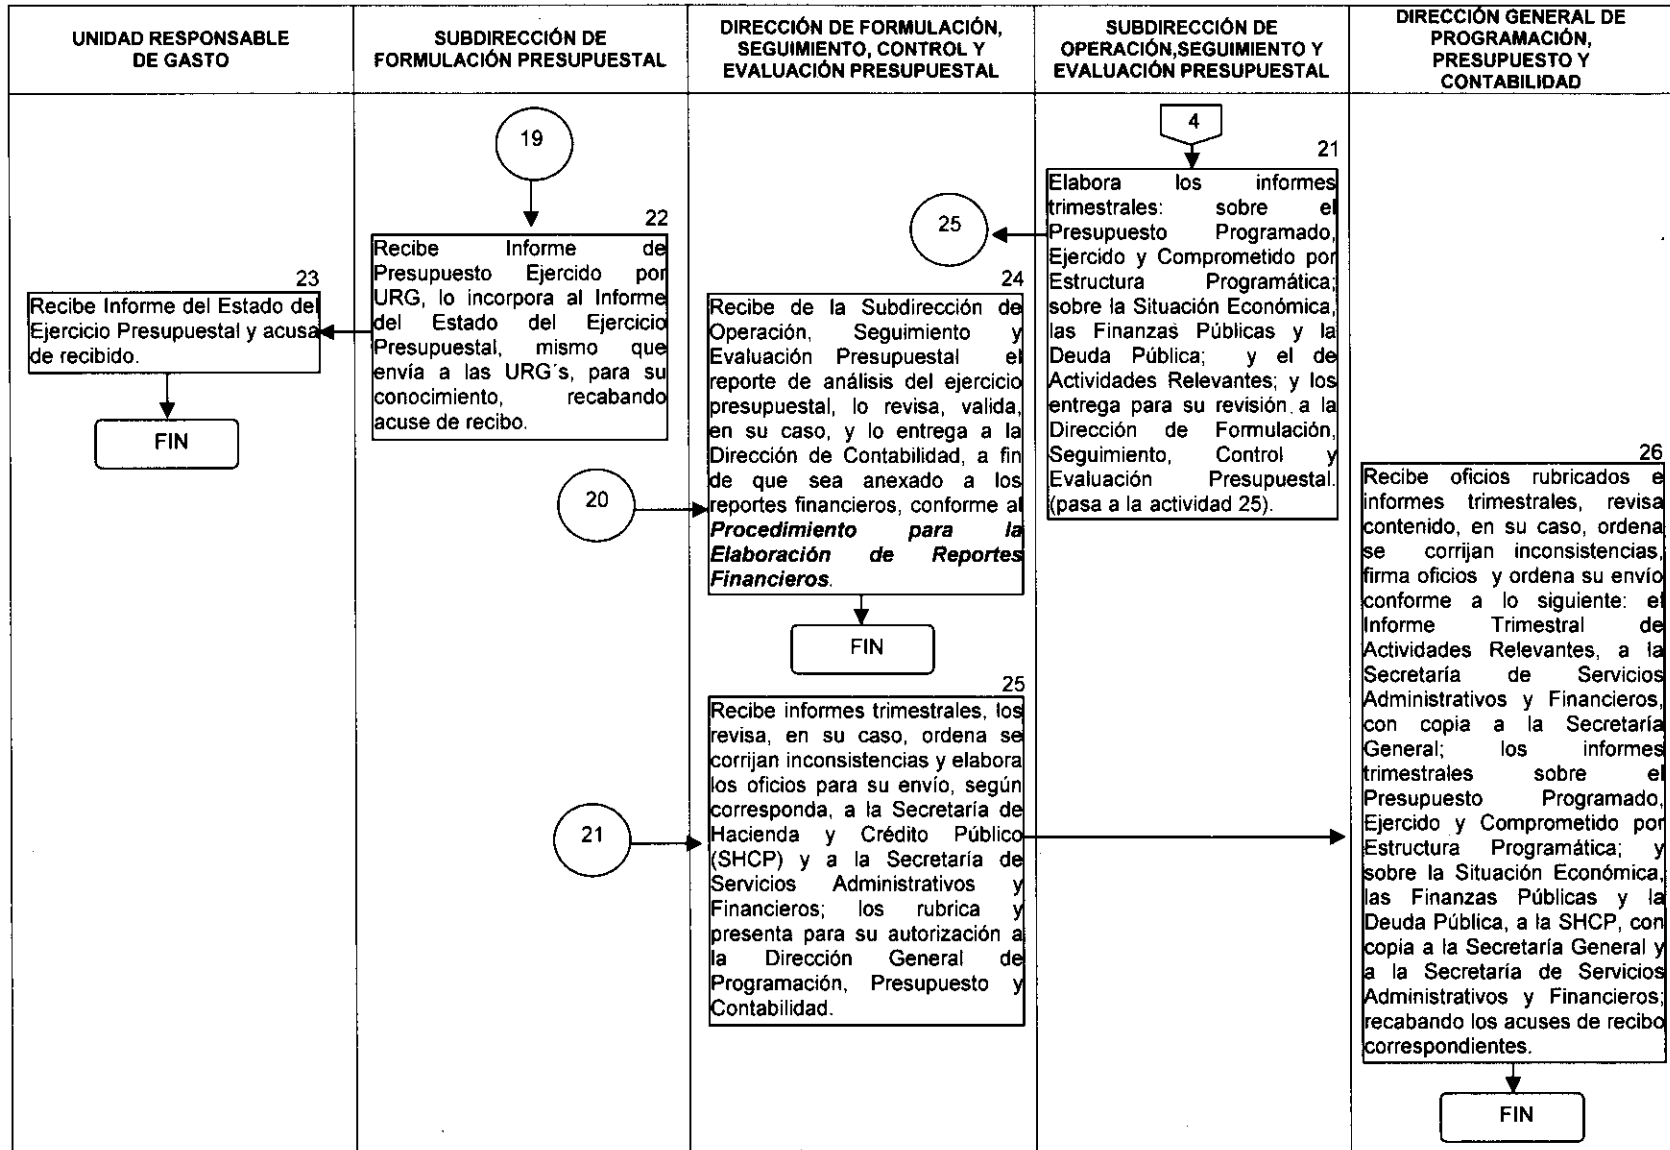 UNIDAD RESPONSABLE
DE GASTO
SUBDIRECCIÓN DE
FORMULACIÓN PRESUPUESTAL
DIRECCIÓN DE FORMULACIÓN,
SEGUIMIENTO, CONTROL Y
EVALUACIÓN PRESUPUESTAL
SUBDIRECCIÓN DE
OPERACIÓN,SEGUIMIENTO Y
EVALUACIÓN PRESUPUESTAL
DIRECCIÓN GENERAL DE
PROGRAMACIÓN,
PRESUPUESTO Y
CONTABILIDAD
23
Recibe Informe del Estado del
Ejercicio Presupuestal y acusa
de recibido.
FIN
19
22
Recibe Informe de
Presupuesto Ejercido por
URG, lo incorpora al Informe
del Estado del Ejercicio
Presupuestal, mismo que
envía a las URG´s, para su
conocimiento, recabando
acuse de recibo.
20
21
25
24
Recibe de la Subdirección de
Operación, Seguimiento y
Evaluación Presupuestal el
reporte de análisis del ejercicio
presupuestal, lo revisa, valida,
en su caso, y lo entrega a la
Dirección de Contabilidad, a fin
de que sea anexado a los
reportes financieros, conforme al
Procedimiento para la
Elaboración de Reportes
Financieros.
FIN
25
Recibe informes trimestrales, los
revisa, en su caso, ordena se
corrijan inconsistencias y elabora
los oficios para su envío, según
corresponda, a la Secretaría de
Hacienda y Crédito Público
(SHCP) y a la Secretaría de
Servicios Administrativos y
Financieros; los rubrica y
presenta para su autorización a
la Dirección General de
Programación, Presupuesto y
Contabilidad.
4
21
Elabora los informes
trimestrales: sobre el
Presupuesto Programado,
Ejercido y Comprometido por
Estructura Programática;
sobre la Situación Económica,
las Finanzas Públicas y la
Deuda Pública; y el de
Actividades Relevantes; y los
entrega para su revisión a la
Dirección de Formulación,
Seguimiento, Control y
Evaluación Presupuestal.
(pasa a la actividad 25).
26
Recibe oficios rubricados e
informes trimestrales, revisa
contenido, en su caso, ordena
se corrijan inconsistencias,
firma oficios y ordena su envío
conforme a lo siguiente: el
Informe Trimestral de
Actividades Relevantes, a la
Secretaría de Servicios
Administrativos y Financieros,
con copia a la Secretaría
General; los informes
trimestrales sobre el
Presupuesto Programado,
Ejercido y Comprometido por
Estructura Programática; y
sobre la Situación Económica,
las Finanzas Públicas y la
Deuda Pública, a la SHCP, con
copia a la Secretaría General y
a la Secretaría de Servicios
Administrativos y Financieros;
recabando los acuses de recibo
correspondientes.
FIN